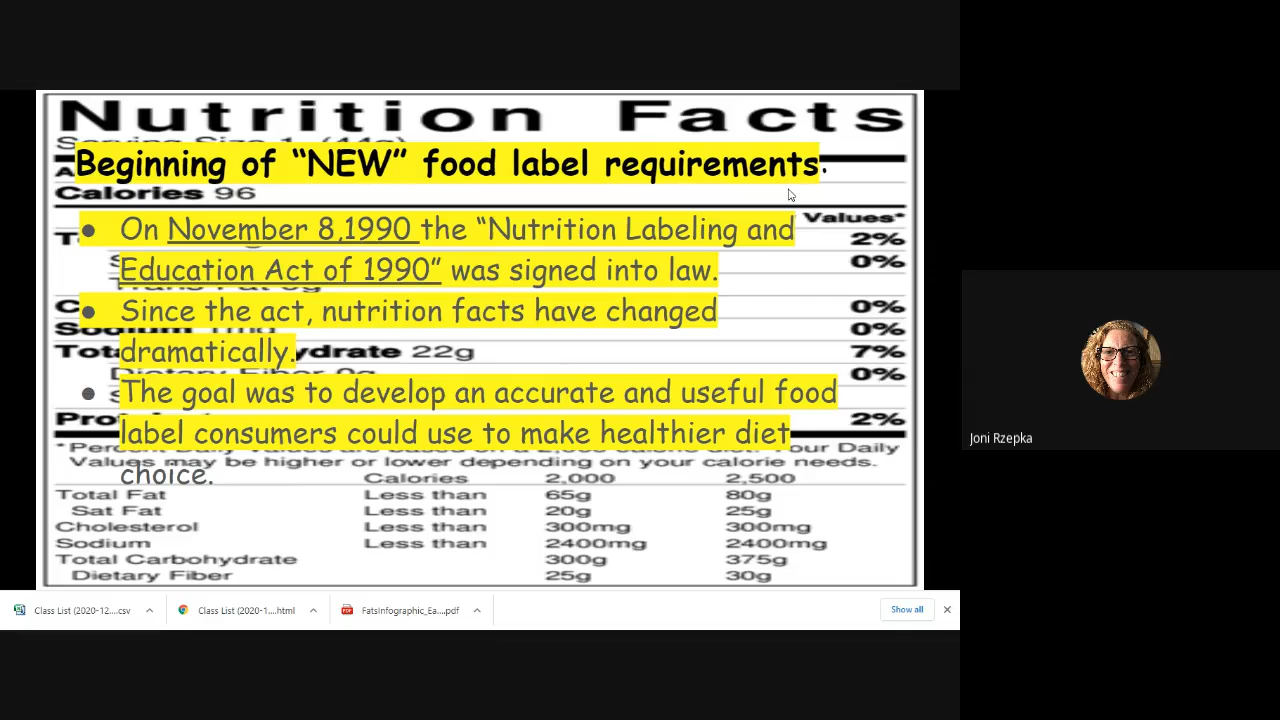 Nutrition Facts
Beginning of “NEW” food label requirements.
Calories 96
Values*
● On November 8,1990 the “Nutrition Labeling and
2%
Education Act of 1990” was signed into law.
0%
● Since the act, nutrition facts have changed
0%
Sodium 1mg
0%
dramatically.
ydrate 22g
7%
0%
● The goal was to develop an accurate and useful food
2%
label consumers could use to make healthier diet
Your Daily
Values may be higher or lower depending on your calorie needs.
choice.
Calories 2,000 2,500
Total Fat Less than 65g 80g
Sat Fat Less than 20g 25g
Cholesterol Less than 300mg 300mg
Sodium Less than 2400mg 2400mg
Total Carbohydrate 300g 375g
Dietary Fiber 25g 30g
Class List (2020-12....csv
Class List (2020-1....html
FatsInfographic_Ea....pdf
Show all
Joni Rzepka